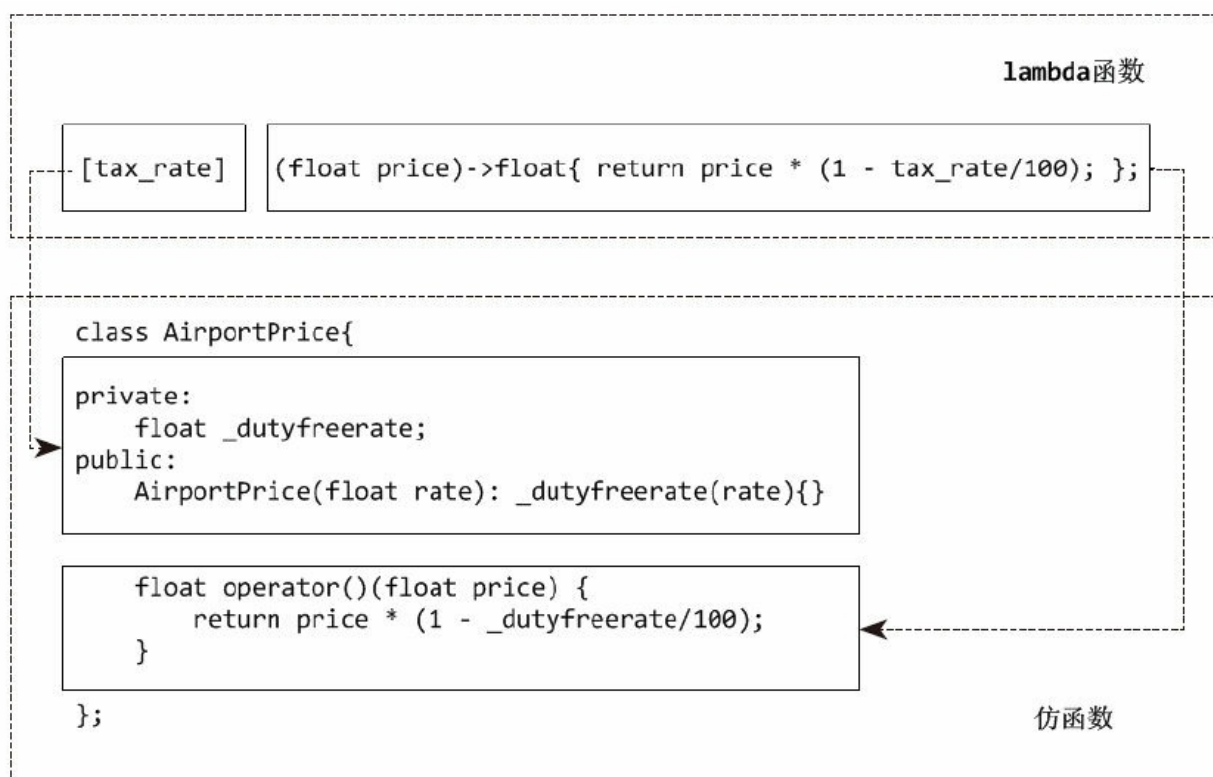 lambda函数
[tax_rate] (float price)->float{ return price * (1 - tax_rate/100); };
class AirportPrice{
private:
float _dutyfreerate;
public:
AirportPrice(float rate): _dutyfreerate(rate){}
float operator()(float price) {
return price * (1 - _dutyfreerate/100);
}
};
仿函数